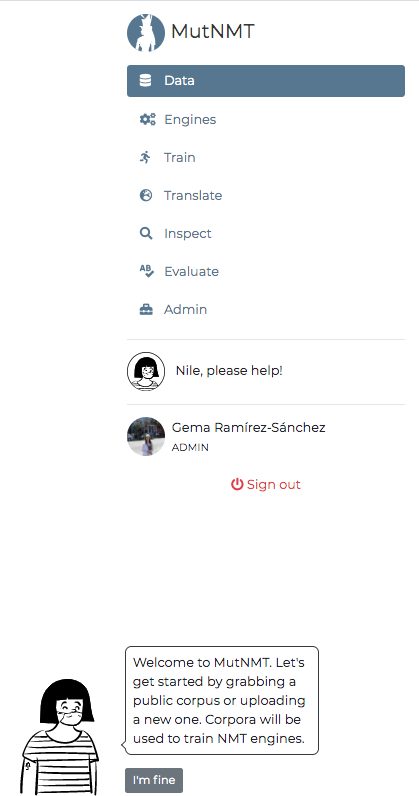 MutNMT
Data
Engines
Train
Translate
Inspect
AB
Evaluate
Admin
Nile, please help!
Gema Ramírez-Sánchez
ADMIN
Sign out
Welcome to MutNMT. Let's
get started by grabbing a
public corpus or uploading
a new one. Corpora will be
used to train NMT engines.
I'm fine